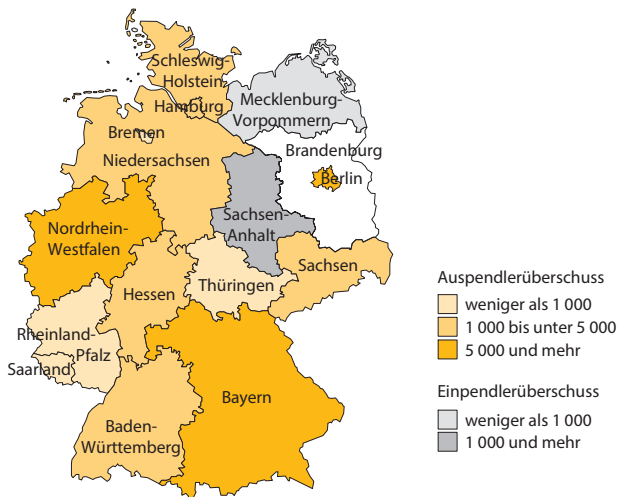 Schleswig-
Holstein
Hamburg
Mecklenburg-
Vorpommern
Bremen
Niedersachsen
Brandenburg
Berlin
Nordrhein-
Westfalen
Sachsen-
Anhalt
Hessen
Thüringen
Sachsen
Rheinland-
Pfalz
Saarland
Baden-
Württemberg
Bayern
Auspendlerüberschuss
weniger als 1 000
1 000 bis unter 5 000
5 000 und mehr
Einpendlerüberschuss
weniger als 1 000
1 000 und mehr